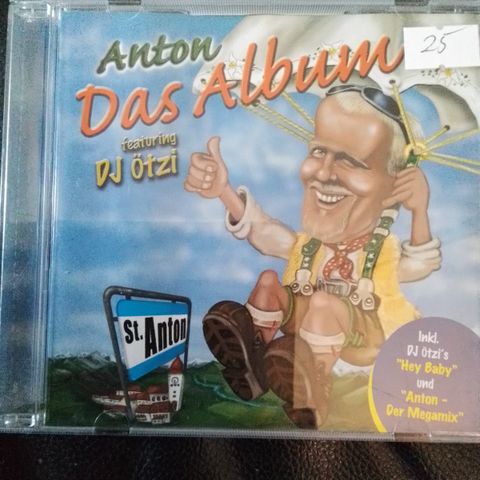 Anton
25
Das Album
featuring
DJ Ötzi
St. Anton
Inkl.
DJ Ötzi's
"Hey Baby"
und
"Anton -
Der Megamix"